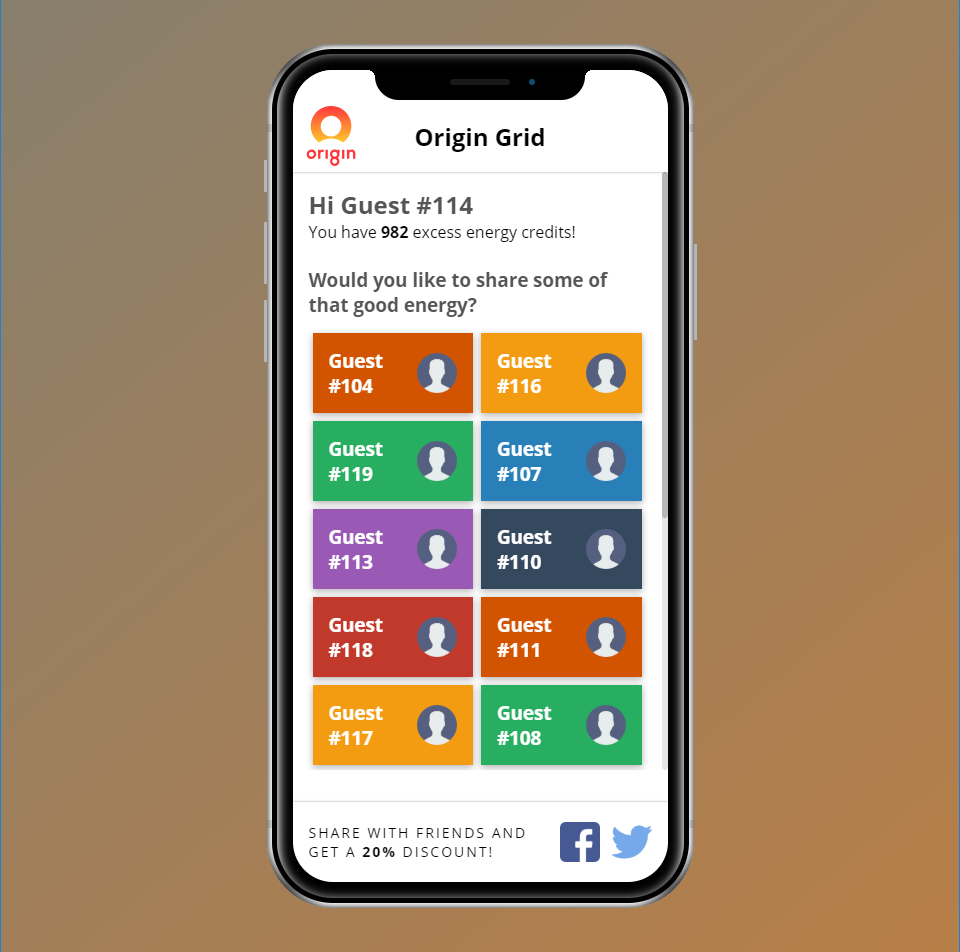 origin
Origin Grid
Hi Guest #114
You have 982 excess energy credits!
Would you like to share some of
that good energy?
Guest
#104
Guest
#116
Guest
#119
Guest
#107
Guest
#113
Guest
#110
Guest
#118
Guest
#111
Guest
#117
Guest
#108
SHARE WITH FRIENDS AND
GET A 20% DISCOUNT!